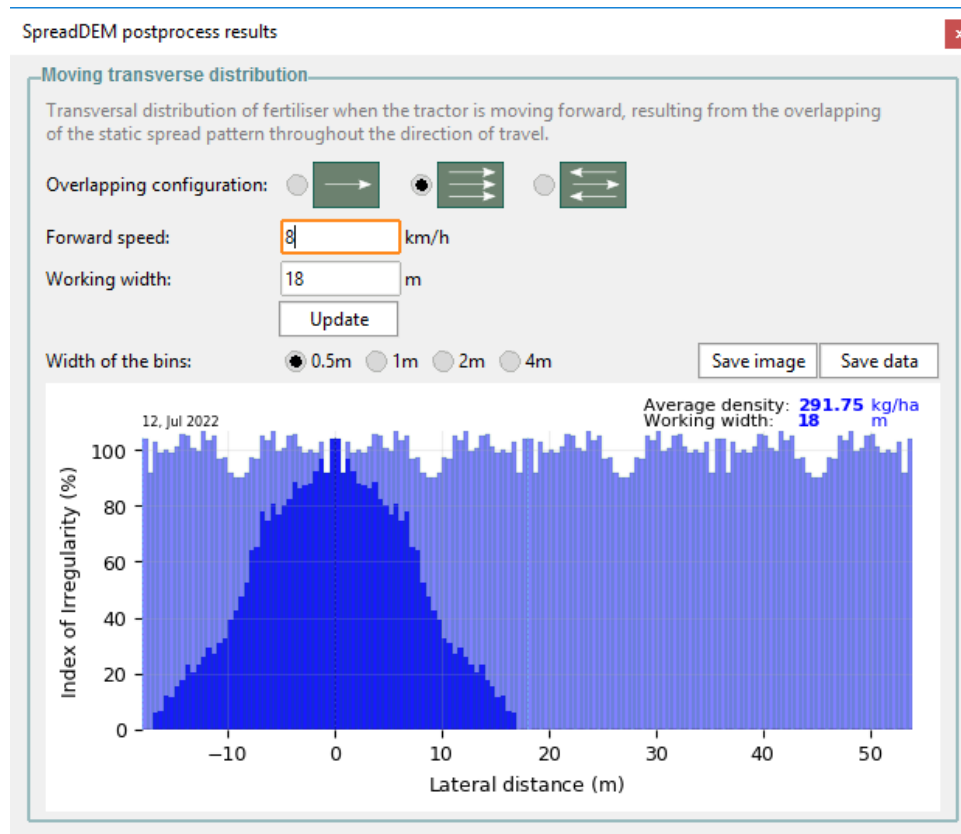 SpreadDEM postprocess results
x
Moving transverse distribution
Transversal distribution of fertiliser when the tractor is moving forward, resulting from the overlapping
of the static spread pattern throughout the direction of travel.
Overlapping configuration:
Forward speed: 8 km/h
Working width: 18 m
Update
Width of the bins: 0.5m 1m 2m 4m Save image Save data
Average density: 291.75 kg/ha
12, Jul 2022 Working width: 18 m
100
80
60
40
20
0
Index of Irregularity (%)
−10 0 10 20 30 40 50
Lateral distance (m)